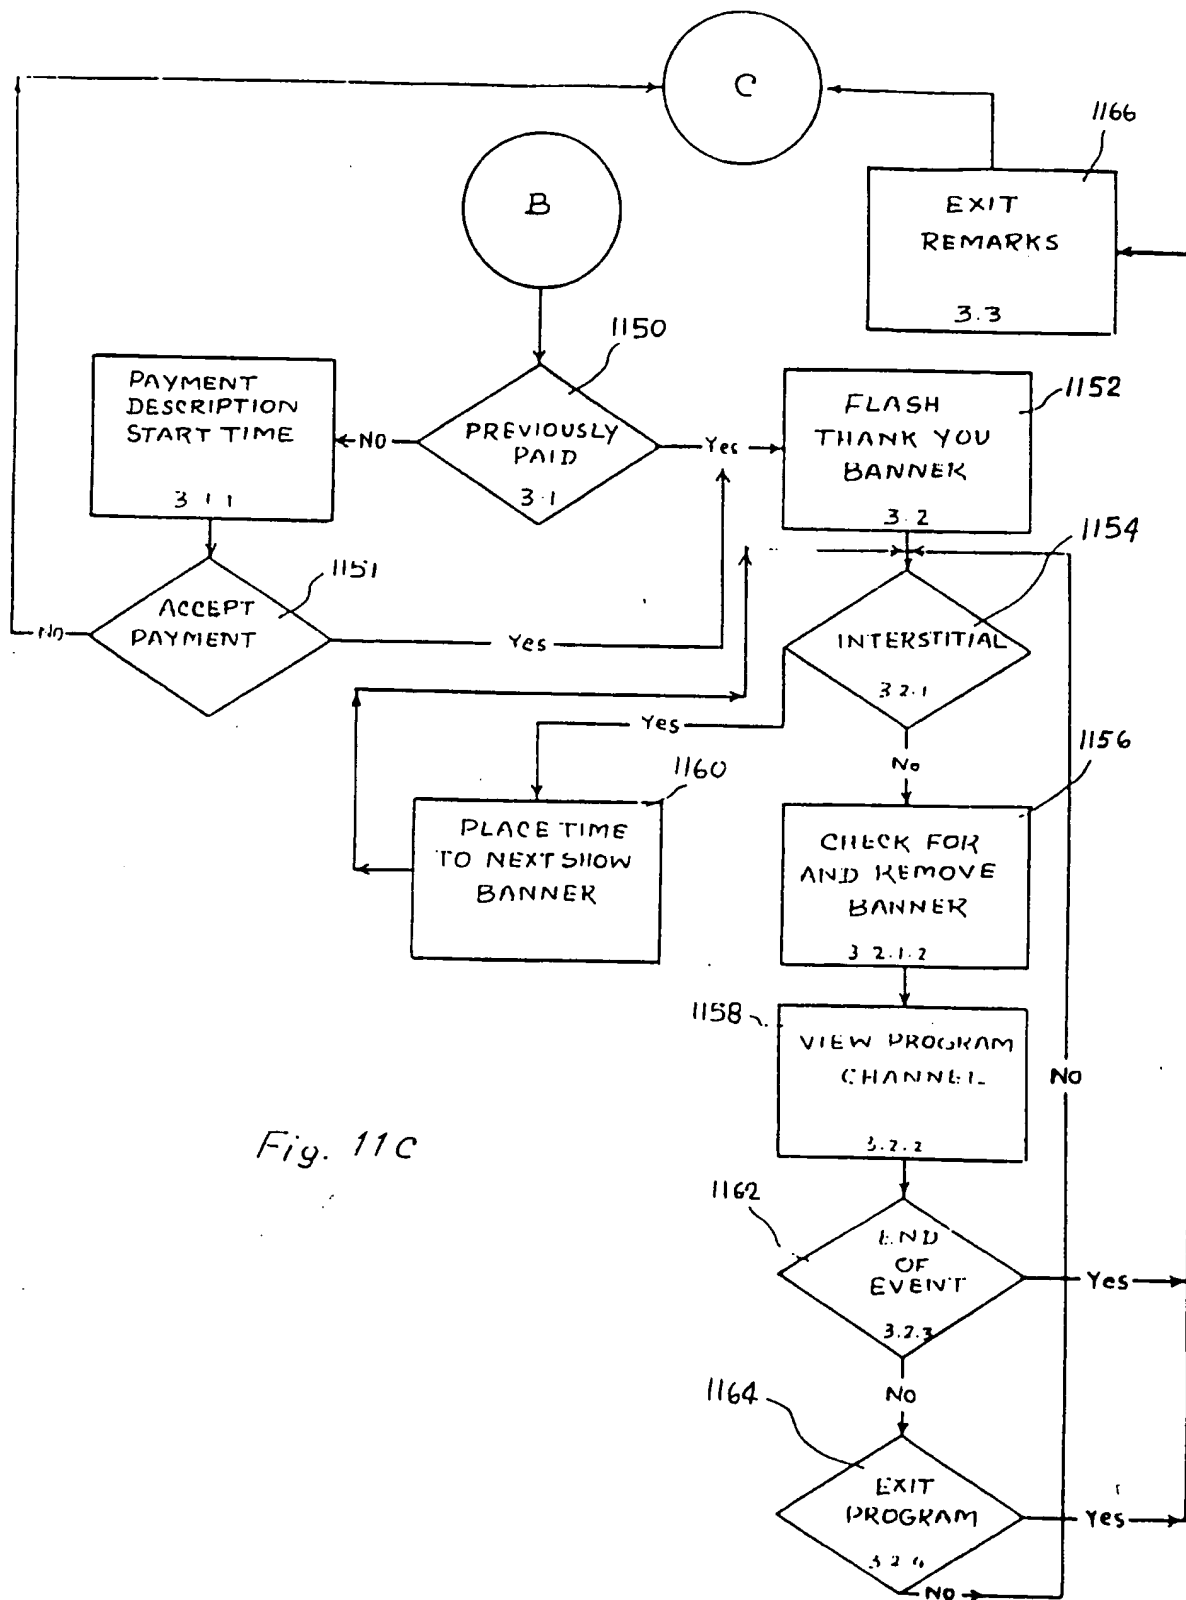 C
1166
EXIT
REMARKS
3.3
B
1150
PREVIOUSLY
PAID
3.1
NO
Yes
PAYMENT
DESCRIPTION
START TIME
3 1 1
1151
ACCEPT
PAYMENT
No
Yes
1152
FLASH
THANK YOU
BANNER
3.2
1154
INTERSTITIAL
3 2 1
Yes
No
1160
PLACE TIME
TO NEXT SHOW
BANNER
1156
CHECK FOR
AND REMOVE
BANNER
3 2.1.2
1158
VIEW PROGRAM
CHANNEL
3.2.2
NO
1162
END
OF
EVENT
3.2.3
Yes
No
1164
EXIT
PROGRAM
3.2 4
Yes
NO
Fig. 11C